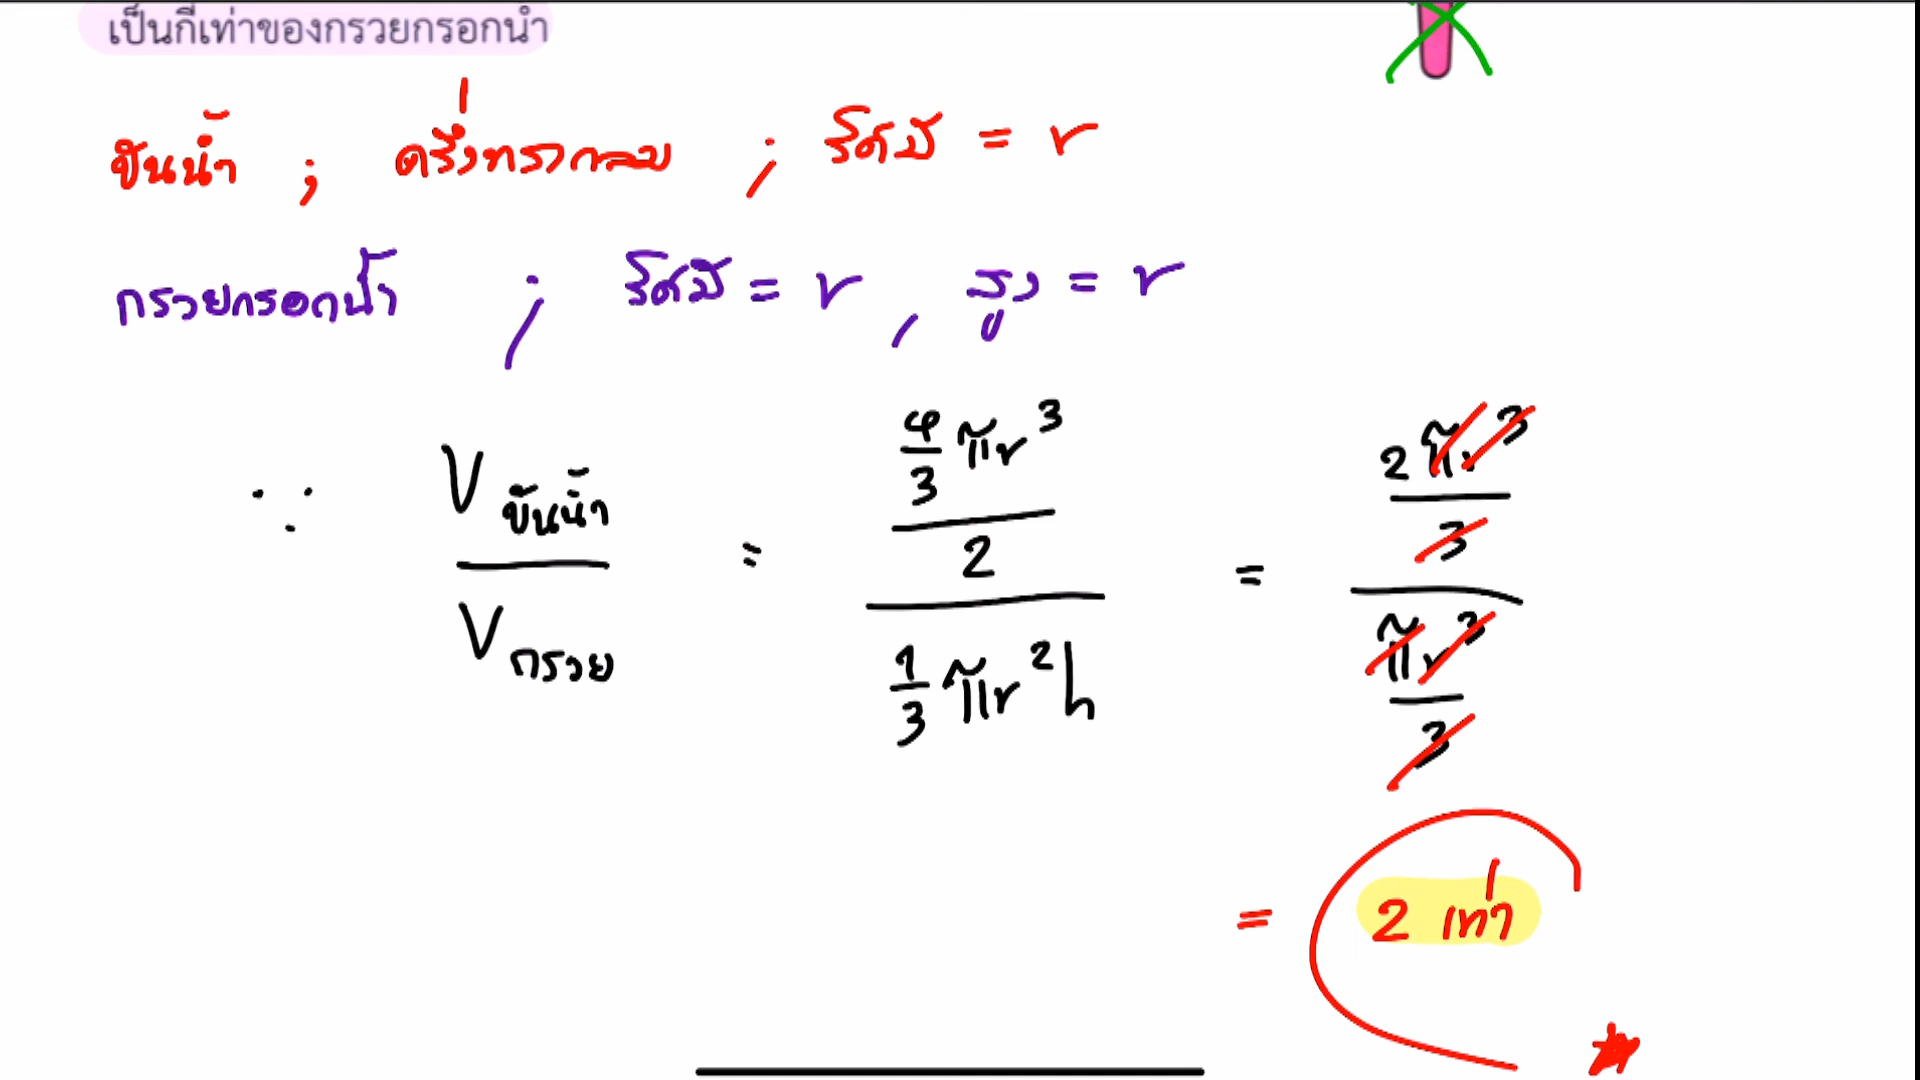 เป็นกี่เท่าของกรวยกรอกน้ำ
ขันน้ำ ; ครึ่งทรงกลม ; รัศมี = r
กรวยกรอกน้ำ ; รัศมี = r , สูง = r
∵ V ขันน้ำ / V กรวย = (4/3 πr³ / 2) / (1/3 πr²h) = (2πr³ / 3) / (πr³ / 3)
= 2 เท่า